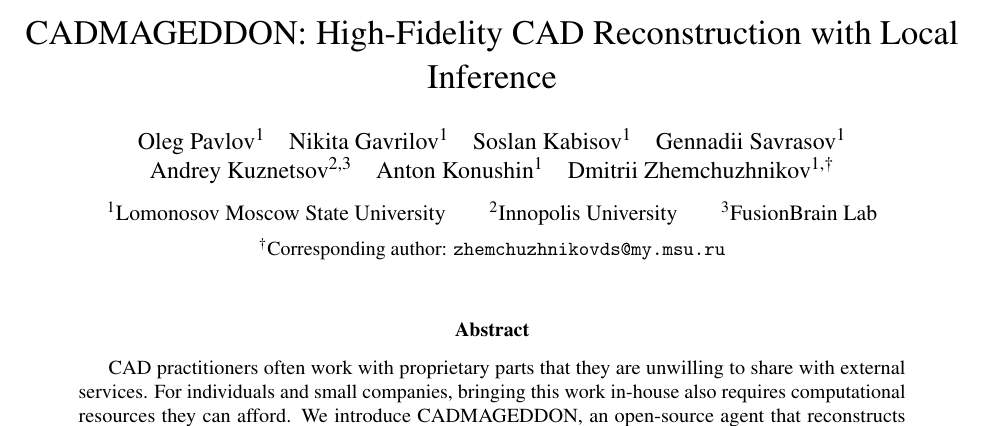 CADMAGEDDON: High-Fidelity CAD Reconstruction with Local
Inference
Oleg Pavlov1 Nikita Gavrilov1 Soslan Kabisov1 Gennadii Savrasov1
Andrey Kuznetsov2,3 Anton Konushin1 Dmitrii Zhemchuzhnikov1,†
1Lomonosov Moscow State University 2Innopolis University 3FusionBrain Lab
†Corresponding author: zhemchuzhnikovds@my.msu.ru
Abstract
CAD practitioners often work with proprietary parts that they are unwilling to share with external
services. For individuals and small companies, bringing this work in-house also requires computational
resources they can afford. We introduce CADMAGEDDON, an open-source agent that reconstructs